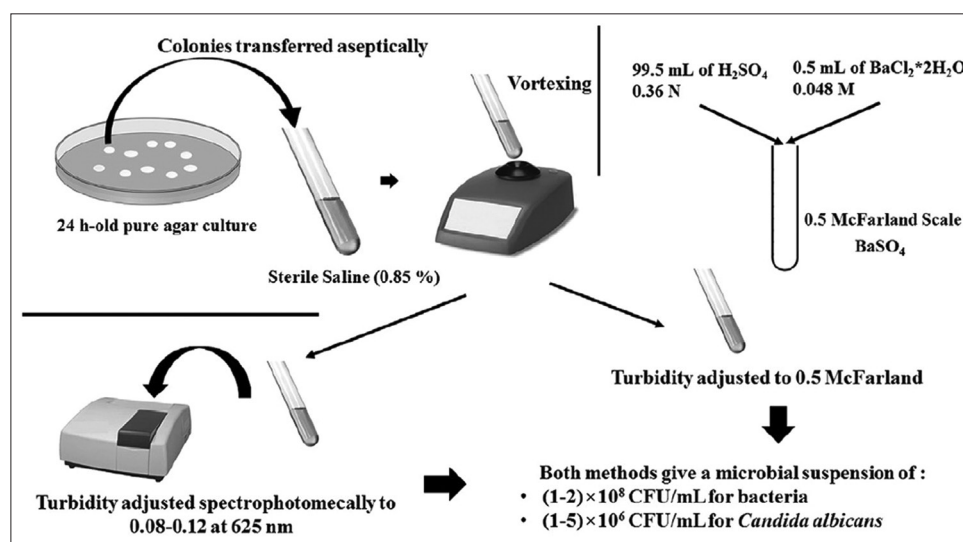 Colonies transferred aseptically
24 h-old pure agar culture
Sterile Saline (0.85 %)
Vortexing
99.5 mL of H₂SO₄
0.36 N
0.5 mL of BaCl₂*2H₂O
0.048 M
0.5 McFarland Scale
BaSO₄
Turbidity adjusted to 0.5 McFarland
Turbidity adjusted spectrophotomecally to
0.08-0.12 at 625 nm
Both methods give a microbial suspension of :
• (1-2)×10⁸ CFU/mL for bacteria
• (1-5)×10⁶ CFU/mL for Candida albicans